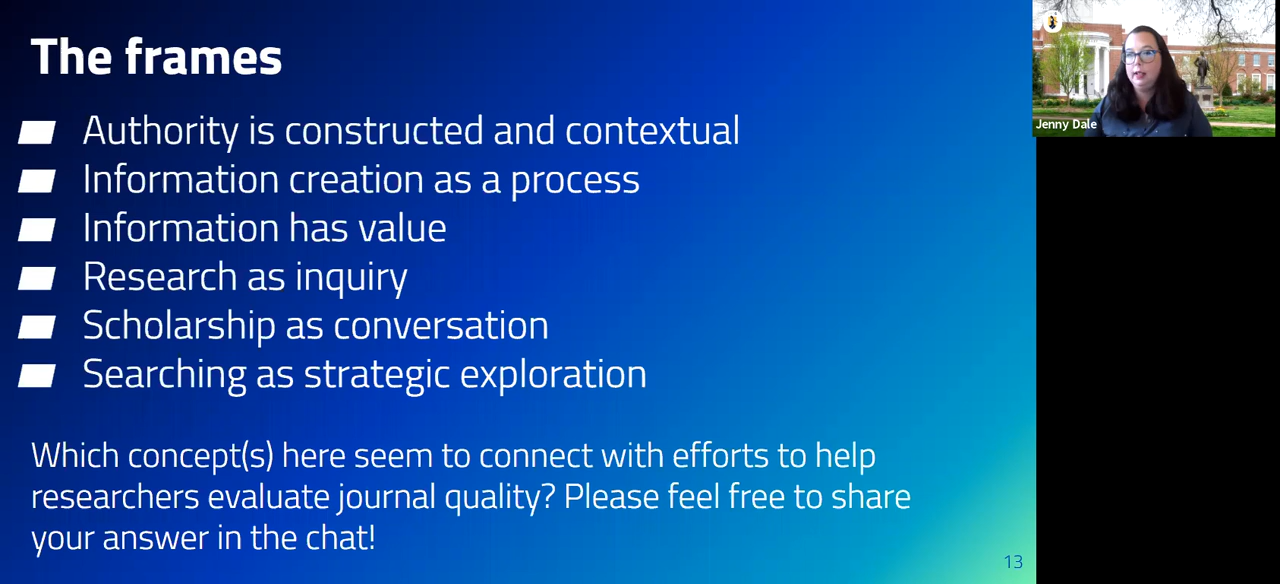 The frames
Authority is constructed and contextual
Information creation as a process
Information has value
Research as inquiry
Scholarship as conversation
Searching as strategic exploration
Which concept(s) here seem to connect with efforts to help
researchers evaluate journal quality? Please feel free to share
your answer in the chat!
13
Jenny Dale